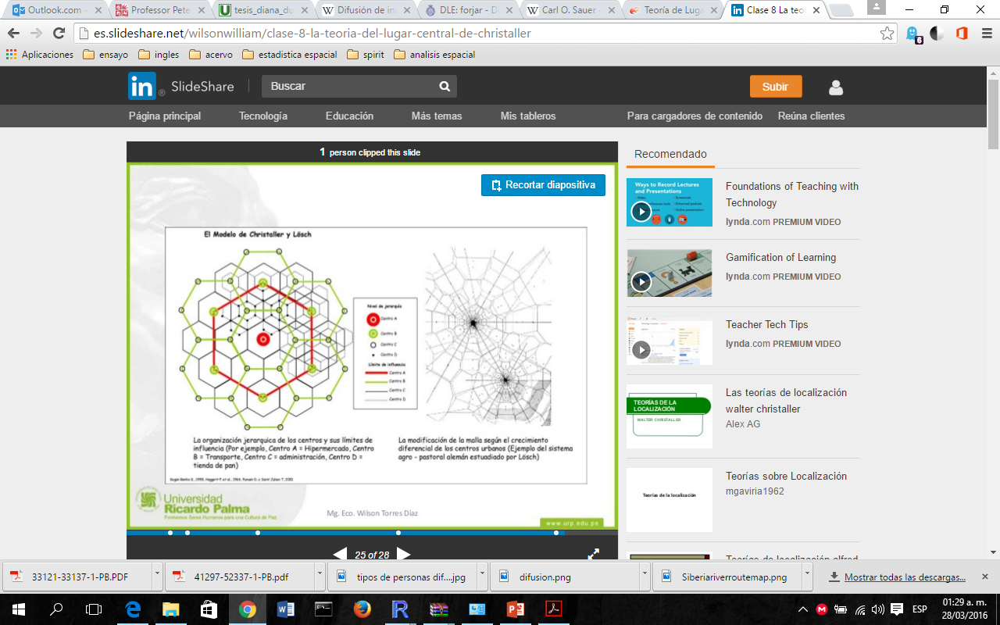 Outlook.com -
Professor Pete
tesis_diana_du
Difusión de in
DLE: forjar - D
Carl O. Sauer -
Teoría de Luga
Clase 8 La teo
es.slideshare.net/wilsonwilliam/clase-8-la-teoria-del-lugar-central-de-christaller
6
Aplicaciones
ensayo
ingles
acervo
estadistica espacial
spirit
analisis espacial
in SlideShare
Buscar
Subir
Página principal
Tecnología
Educación
Más temas
Mis tableros
Para cargadores de contenido
Reúna clientes
1 person clipped this slide
Recortar diapositiva
El Modelo de Christaller y Lösch
Nivel de jerarquía
Centro A
Centro B
Centro C
Centro D
Límite de influencia
Centro A
Centro B
Centro C
Centro D
La organización jerarquica de los centros y sus límites de
influencia (Por ejemplo, Centro A = Hipermercado, Centro
B = Transporte, Centro C = administración, Centro D =
tienda de pan)
La modificación de la malla según el crecimiento
diferencial de los centros urbanos (Ejemplo del sistema
agro - pastoral alemán estuadiado por Lösch)
Universidad
Ricardo Palma
Formamos Seres Humanos para una Cultura de Paz
Mg. Eco. Wilson Torres Díaz
www.urp.edu.pe
25 of 28
Recomendado
Ways to Record Lectures
and Presentations
Foundations of Teaching with
Technology
lynda.com PREMIUM VIDEO
Gamification of Learning
lynda.com PREMIUM VIDEO
Teacher Tech Tips
lynda.com PREMIUM VIDEO
TEORÍAS DE LA
LOCALIZACIÓN
WALTER CHRISTALLER
Las teorías de localización
walter christaller
Alex AG
Teorías de la localización
Teorías sobre Localización
mgaviria1962
Teorías de localización alfred
33121-33137-1-PB.PDF
41297-52337-1-PB.pdf
tipos de personas dif....jpg
difusion.png
Siberiariverroutemap.png
Mostrar todas las descargas...
ESP
01:29 a. m.
28/03/2016